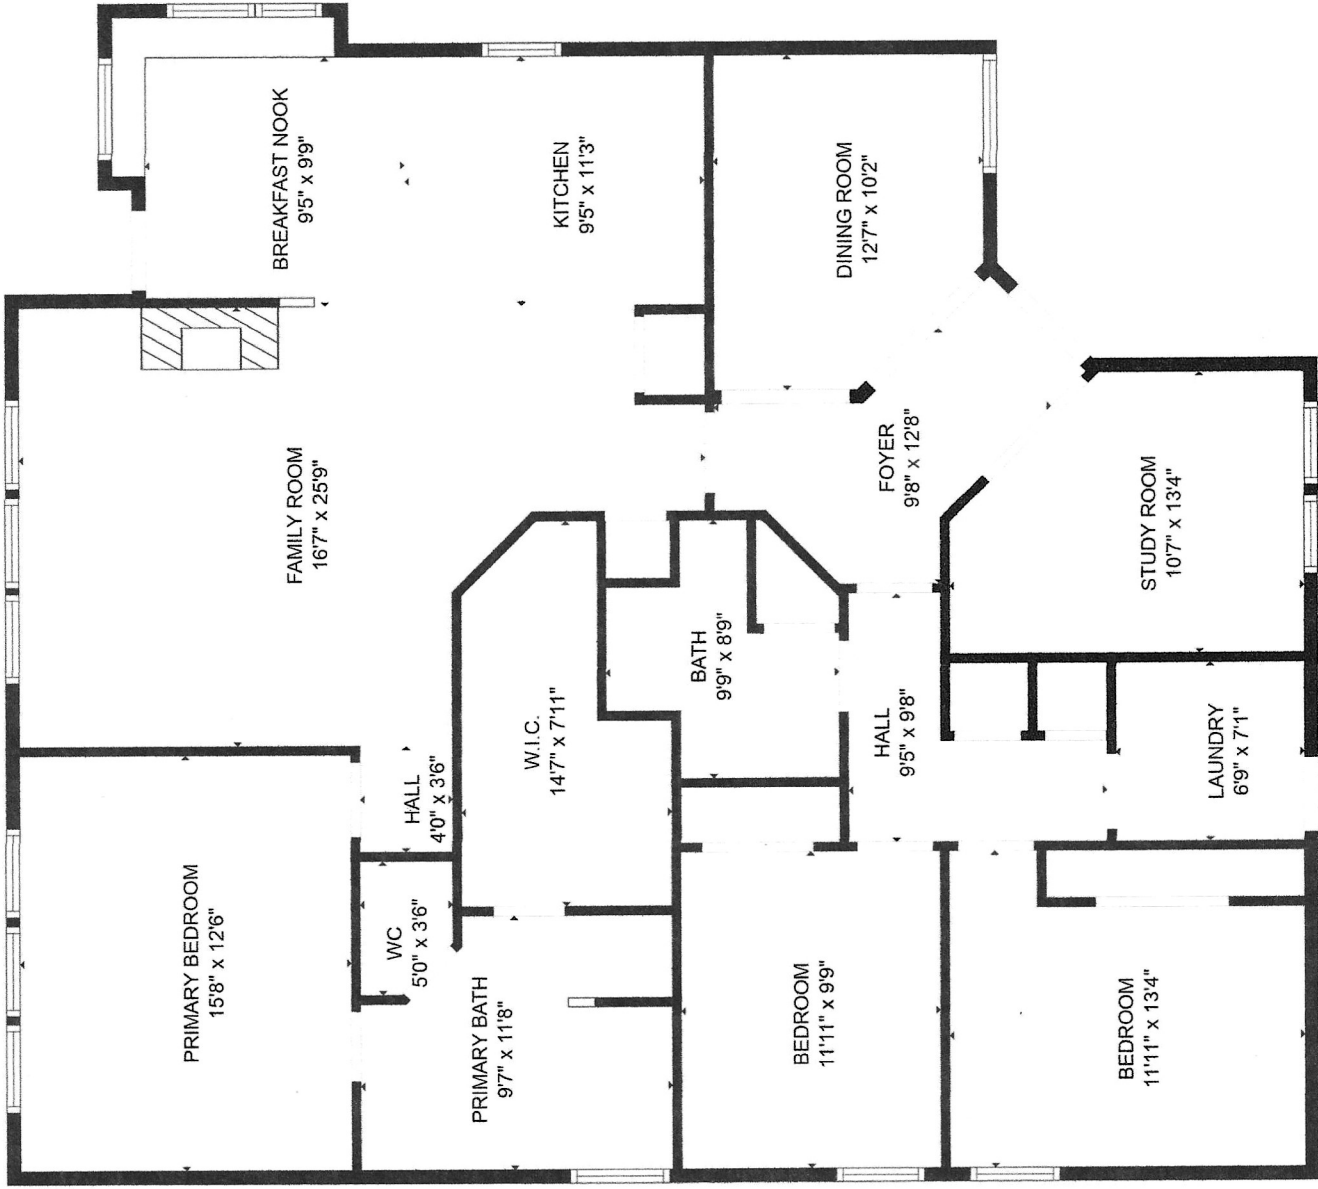 BREAKFAST NOOK
9'5" x 9'9"
KITCHEN
9'5" x 11'3"
DINING ROOM
12'7" x 10'2"
FAMILY ROOM
16'7" x 25'9"
FOYER
9'8" x 12'8"
STUDY ROOM
10'7" x 13'4"
BATH
9'9" x 8'9"
W.I.C.
14'7" x 7'11"
HALL
9'5" x 9'8"
LAUNDRY
6'9" x 7'1"
HALL
4'0" x 3'6"
PRIMARY BEDROOM
15'8" x 12'6"
WC
5'0" x 3'6"
PRIMARY BATH
9'7" x 11'8"
BEDROOM
11'11" x 9'9"
BEDROOM
11'11" x 13'4"